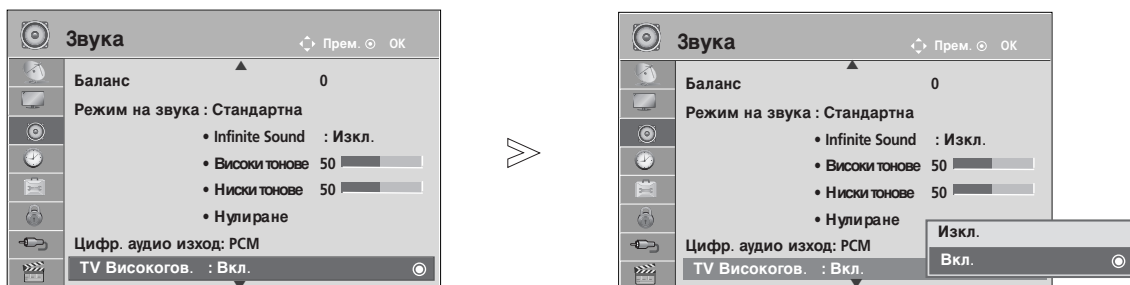 Звука Прем. ОК
Баланс 0
Режим на звука : Стандартна
• Infinite Sound : Изкл.
• Високи тонове 50
• Ниски тонове 50
• Нулиране
Цифр. аудио изход: PCM
TV Високогов. : Вкл.
Звука Прем. ОК
Баланс 0
Режим на звука : Стандартна
• Infinite Sound : Изкл.
• Високи тонове 50
• Ниски тонове 50
• Нулиране
Цифр. аудио изход: PCM
TV Високогов. : Вкл.
Изкл.
Вкл.